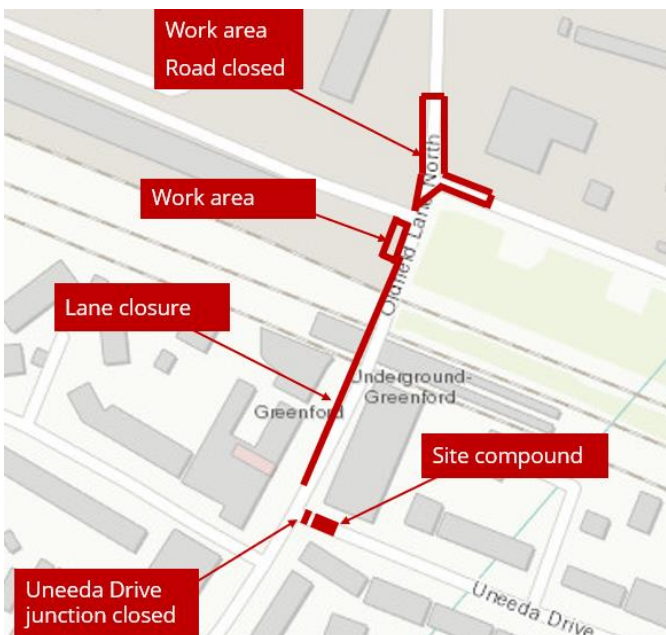 Work area
Road closed
Work area
Oldfield Lane North
Lane closure
Underground-
Greenford
Greenford
Site compound
Uneeda Drive
junction closed
Uneeda Drive